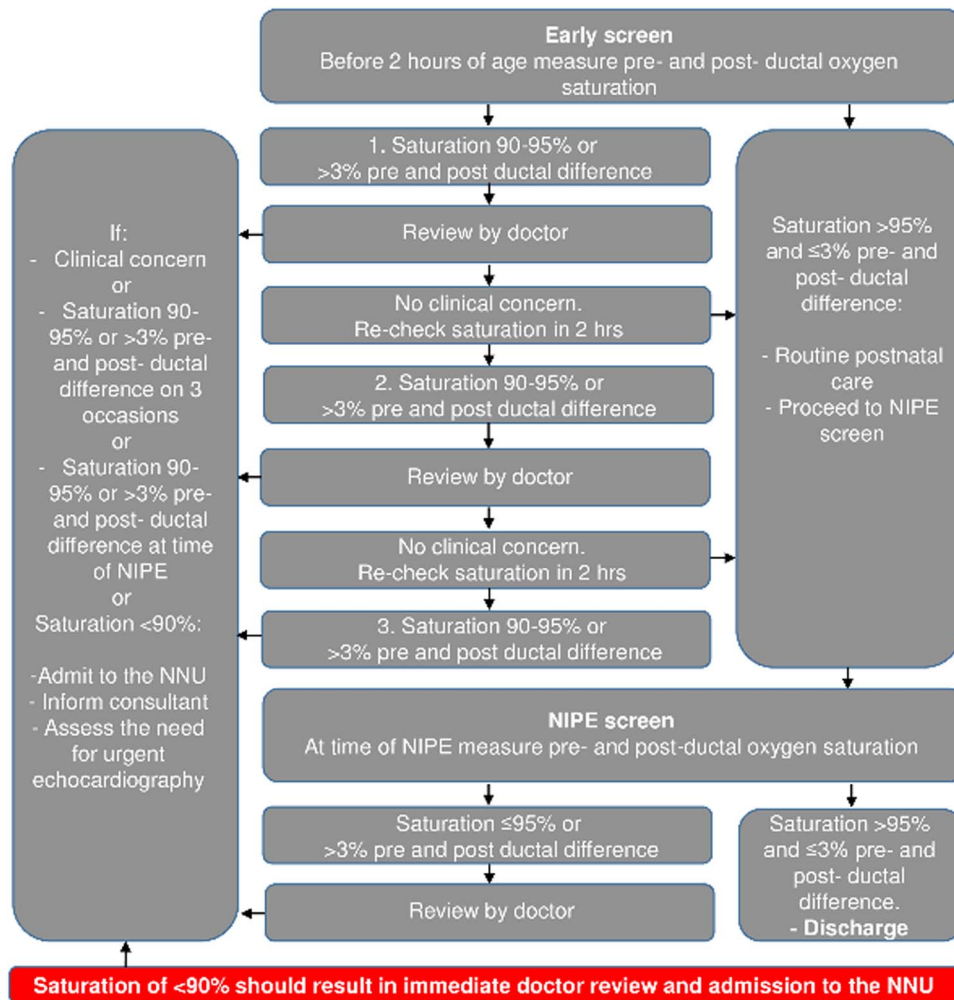 Early screen
Before 2 hours of age measure pre- and post- ductal oxygen
saturation
1. Saturation 90-95% or
>3% pre and post ductal difference
Review by doctor
No clinical concern.
Re-check saturation in 2 hrs
2. Saturation 90-95% or
>3% pre and post ductal difference
Review by doctor
No clinical concern.
Re-check saturation in 2 hrs
3. Saturation 90-95% or
>3% pre and post ductal difference
If:
- Clinical concern
or
- Saturation 90-
95% or >3% pre-
and post- ductal
difference on 3
occasions
or
- Saturation 90-
95% or >3% pre-
and post- ductal
difference at time
of NIPE
or
Saturation <90%:
-Admit to the NNU
- Inform consultant
- Assess the need
for urgent
echocardiography
Saturation >95%
and ≤3% pre- and
post- ductal
difference:
- Routine postnatal
care
- Proceed to NIPE
screen
NIPE screen
At time of NIPE measure pre- and post-ductal oxygen saturation
Saturation ≤95% or
>3% pre and post ductal difference
Review by doctor
Saturation >95%
and ≤3% pre- and
post- ductal
difference.
- Discharge
Saturation of <90% should result in immediate doctor review and admission to the NNU